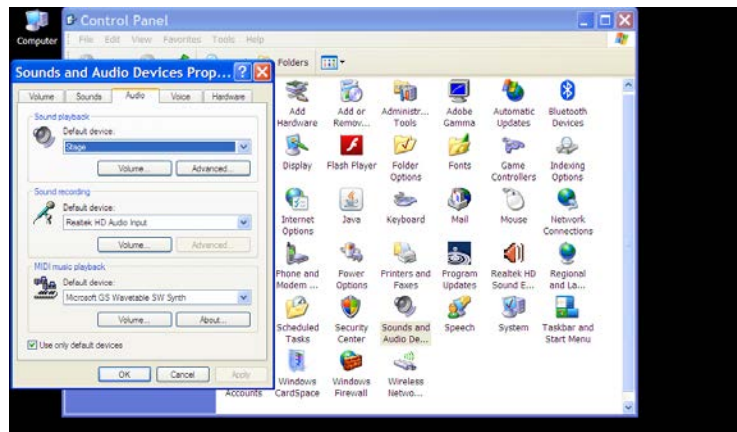 Computer
Control Panel
File Edit View Favorites Tools Help
Folders
Sounds and Audio Devices Prop...
Volume Sounds Audio Voice Hardware
Sound playback
Default device:
Stage
Volume... Advanced...
Sound recording
Default device:
Realtek HD Audio Input
Volume... Advanced...
MIDI music playback
Default device:
Microsoft GS Wavetable SW Synth
Volume... About...
Use only default devices
OK Cancel Apply
Add Add or Administr... Adobe Automatic Bluetooth
Hardware Remov... Tools Gamma Updates Devices
Display Flash Player Folder Fonts Game Indexing
Options Controllers Options
Internet Java Keyboard Mail Mouse Network
Options Connections
Phone and Power Printers and Program Realtek HD Regional
Modem ... Options Faxes Updates Sound E... and La...
Scheduled Security Sounds and Speech System Taskbar and
Tasks Center Audio De... Start Menu
Windows Windows Wireless
Accounts CardSpace Firewall Netwo...